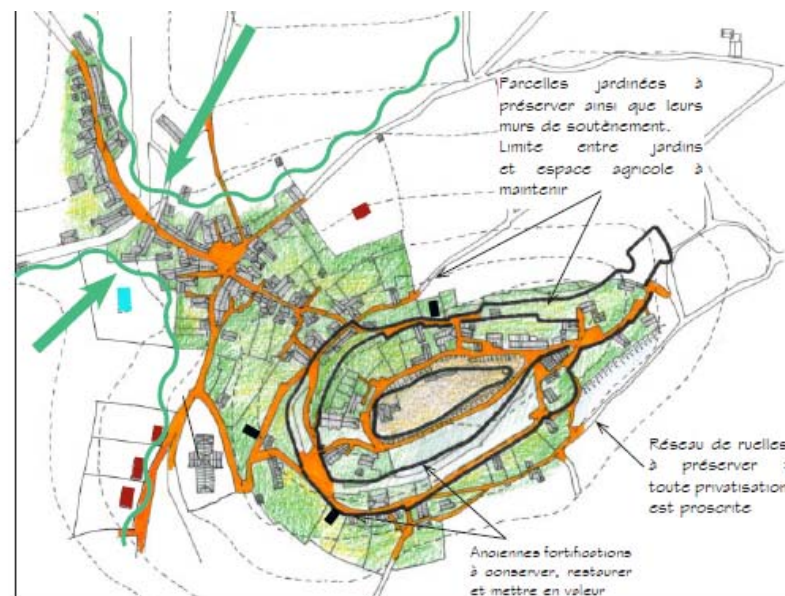 Parcelles jardinées à
préserver ainsi que leurs
murs de soutènement.
Limite entre jardins
et espace agricole à
maintenir
Réseau de ruelles
à préserver :
toute privatisation
est proscrite
Anciennes fortifications
à conserver, restaurer
et mettre en valeur